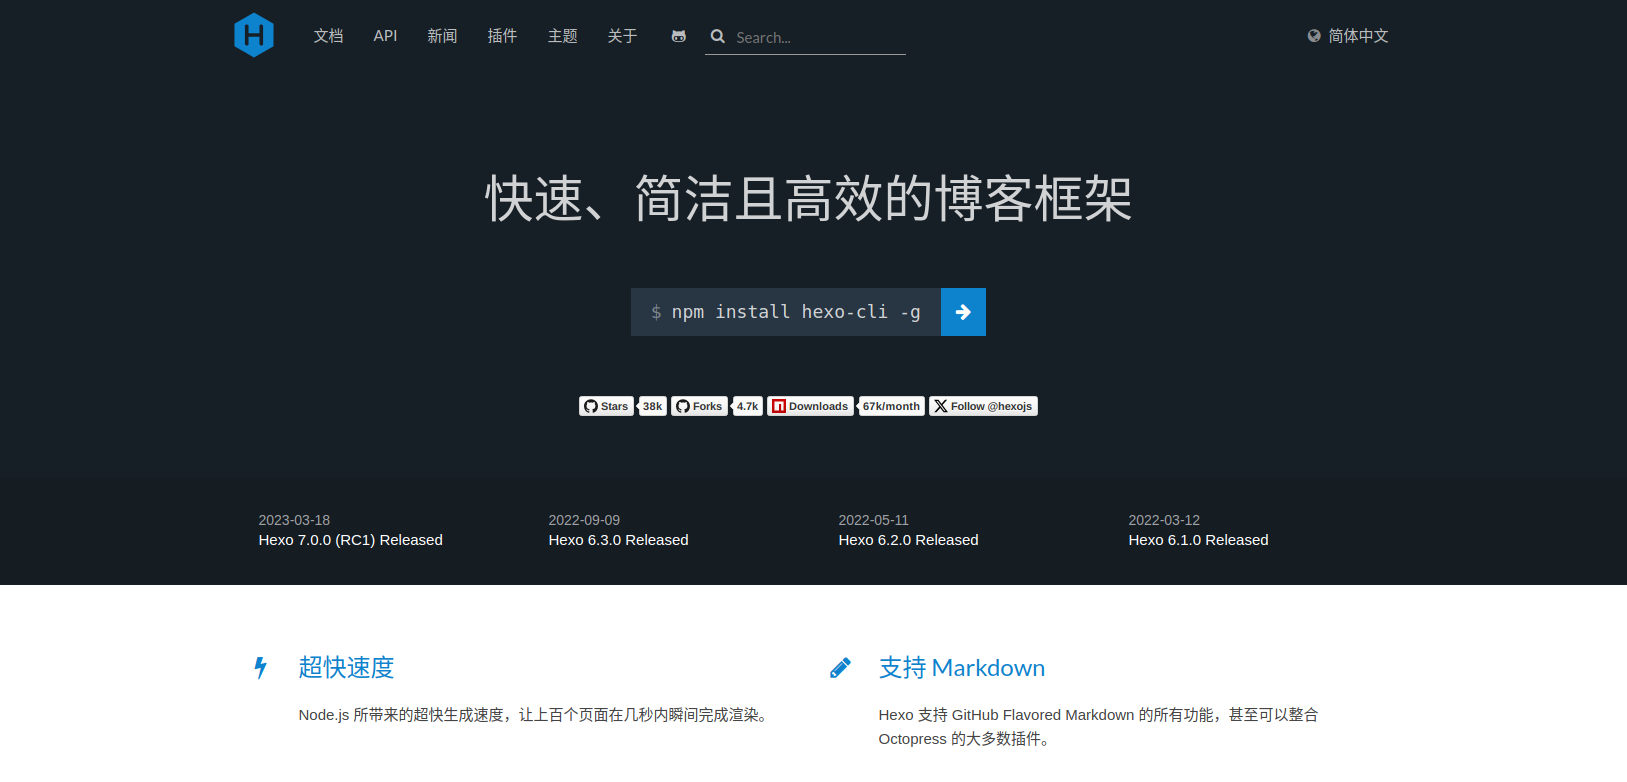 H 文档 API 新闻 插件 主题 关于 Search... 简体中文
快速、简洁且高效的博客框架
$ npm install hexo-cli -g
Stars 38k Forks 4.7k Downloads 67k/month Follow @hexojs
2023-03-18 2022-09-09 2022-05-11 2022-03-12
Hexo 7.0.0 (RC1) Released Hexo 6.3.0 Released Hexo 6.2.0 Released Hexo 6.1.0 Released
超快速度
Node.js 所带来的超快生成速度，让上百个页面在几秒内瞬间完成渲染。
支持 Markdown
Hexo 支持 GitHub Flavored Markdown 的所有功能，甚至可以整合
Octopress 的大多数插件。